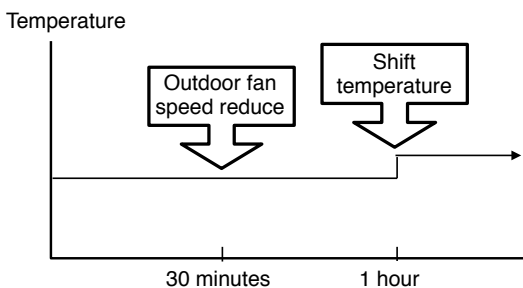 Temperature
Outdoor fan
speed reduce
Shift
temperature
30 minutes
1 hour